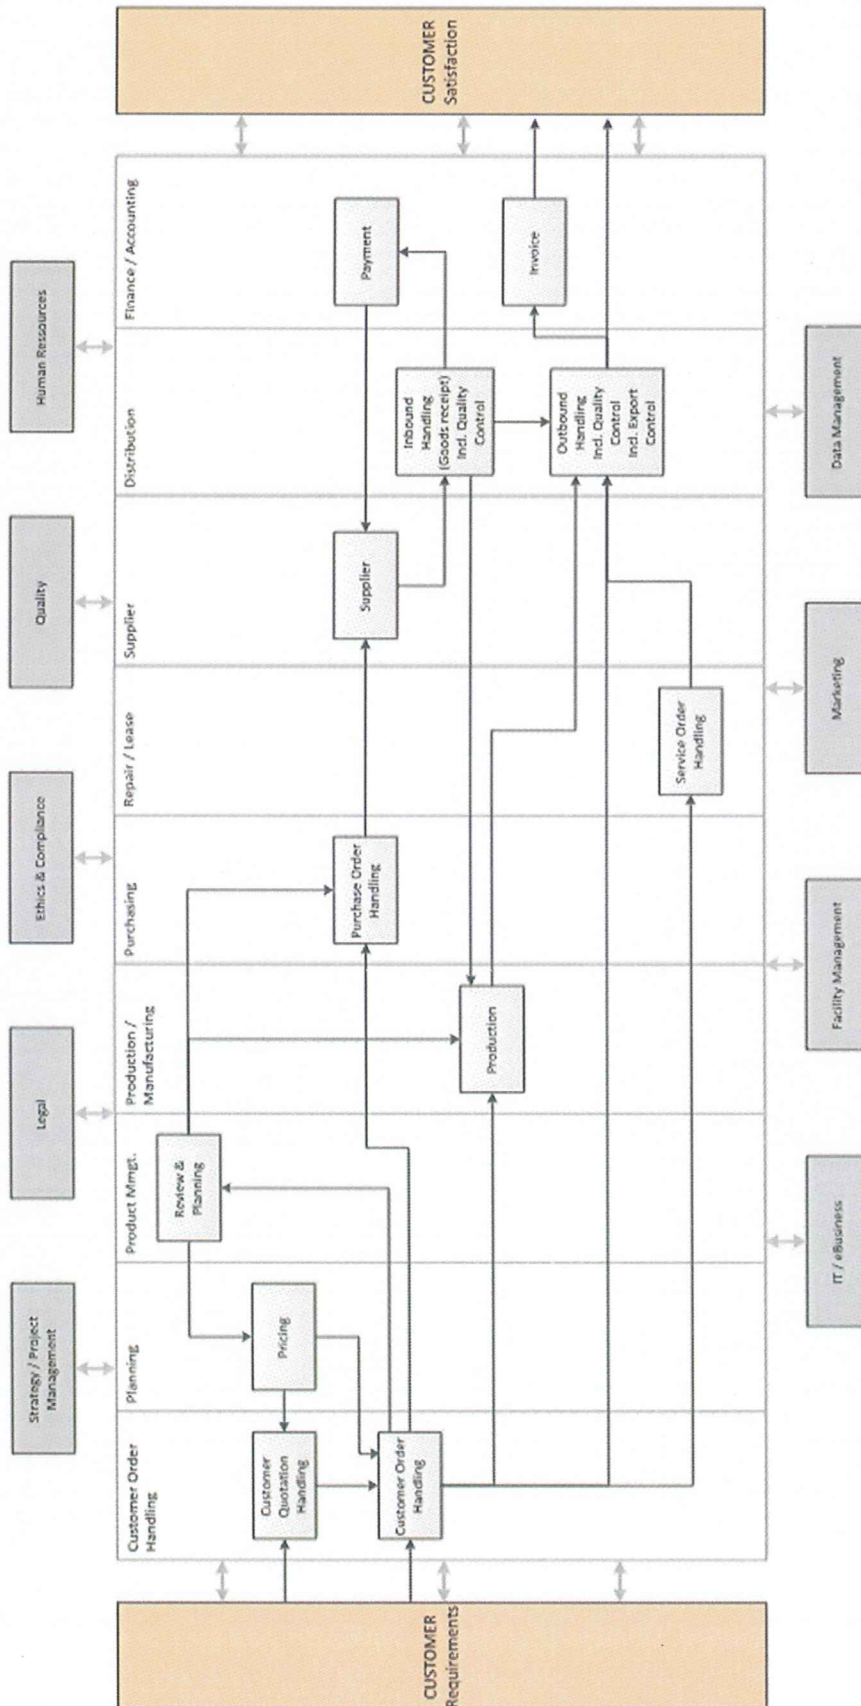 Strategy / Project
Management
Legal
Ethics & Compliance
Quality
Human Ressources
CUSTOMER
Requirements
Customer Order
Handling
Planning
Product Mmgt.
Production /
Manufacturing
Purchasing
Repair / Lease
Supplier
Distribution
Finance / Accounting
CUSTOMER
Satisfaction
Review &
Planning
Customer
Quotation
Handling
Pricing
Customer Order
Handling
Purchase Order
Handling
Supplier
Payment
Inbound
Handling
(Goods receipt)
Incl. Quality
Control
Production
Invoice
Outbound
Handling
Incl. Quality
Control
Incl. Export
Control
Service Order
Handling
IT / eBusiness
Facility Management
Marketing
Data Management